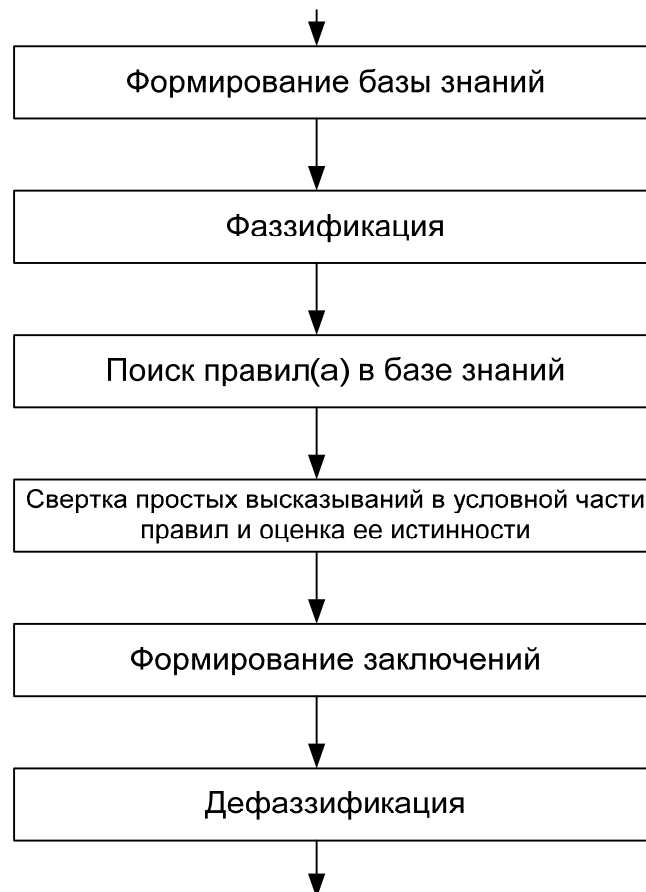 Формирование базы знаний
Фаззификация
Поиск правил(а) в базе знаний
Свертка простых высказываний в условной части
правил и оценка ее истинности
Формирование заключений
Дефаззификация